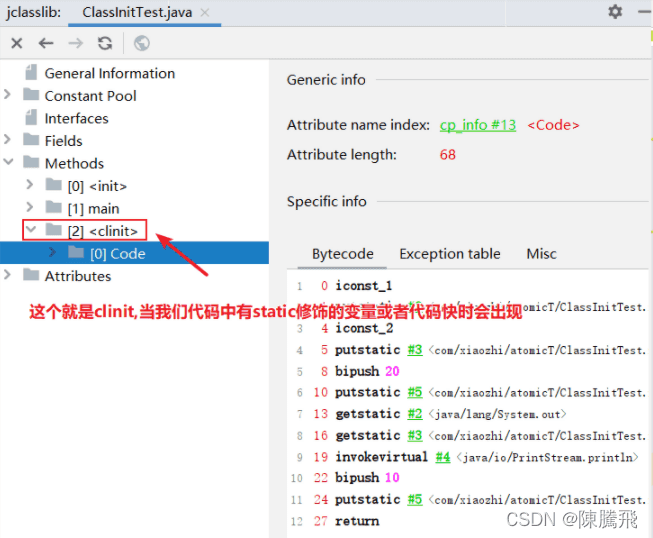 jclasslib: ClassInitTest.java
General Information
Constant Pool
Interfaces
Fields
Methods
[0] <init>
[1] main
[2] <clinit>
[0] Code
Attributes
这个就是clinit,当我们代码中有static修饰的变量或者代码快时会出现
Generic info
Attribute name index: cp_info #13 <Code>
Attribute length: 68
Specific info
Bytecode Exception table Misc
1 0 iconst_1
ClassInitTest.
3 4 iconst_2
4 5 putstatic #3 <com/xiaozhi/atomicT/ClassInitTest.
5 8 bipush 20
6 10 putstatic #5 <com/xiaozhi/atomicT/ClassInitTest.
7 13 getstatic #2 <java/lang/System.out>
8 16 getstatic #3 <com/xiaozhi/atomicT/ClassInitTest.
9 19 invokevirtual #4 <java/io/PrintStream.println>
10 22 bipush 10
11 24 putstatic #5 <com/xiaozhi/atomicT/ClassInitTest.
12 27 return
CSDN @陳騰飛